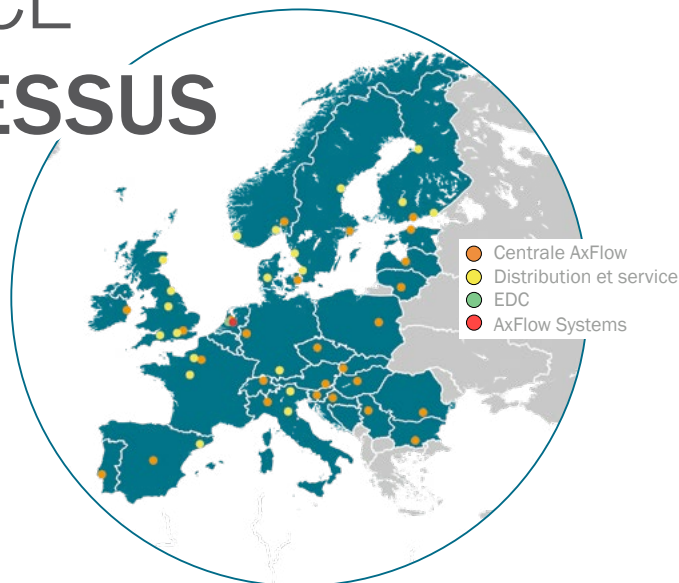 ESSUS
Centrale AxFlow
Distribution et service
EDC
AxFlow Systems